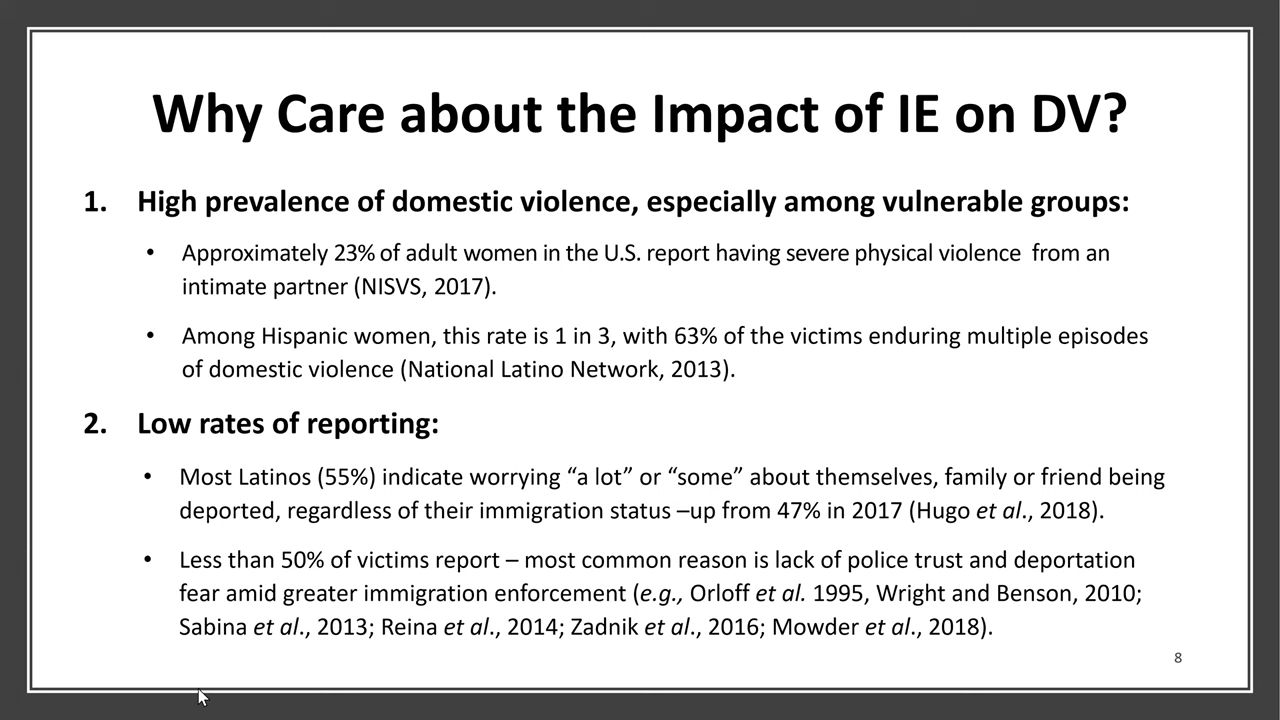 Why Care about the Impact of IE on DV?
1. High prevalence of domestic violence, especially among vulnerable groups:
• Approximately 23% of adult women in the U.S. report having severe physical violence from an
intimate partner (NISVS, 2017).
• Among Hispanic women, this rate is 1 in 3, with 63% of the victims enduring multiple episodes
of domestic violence (National Latino Network, 2013).
2. Low rates of reporting:
• Most Latinos (55%) indicate worrying “a lot” or “some” about themselves, family or friend being
deported, regardless of their immigration status –up from 47% in 2017 (Hugo et al., 2018).
• Less than 50% of victims report – most common reason is lack of police trust and deportation
fear amid greater immigration enforcement (e.g., Orloff et al. 1995, Wright and Benson, 2010;
Sabina et al., 2013; Reina et al., 2014; Zadnik et al., 2016; Mowder et al., 2018).
8